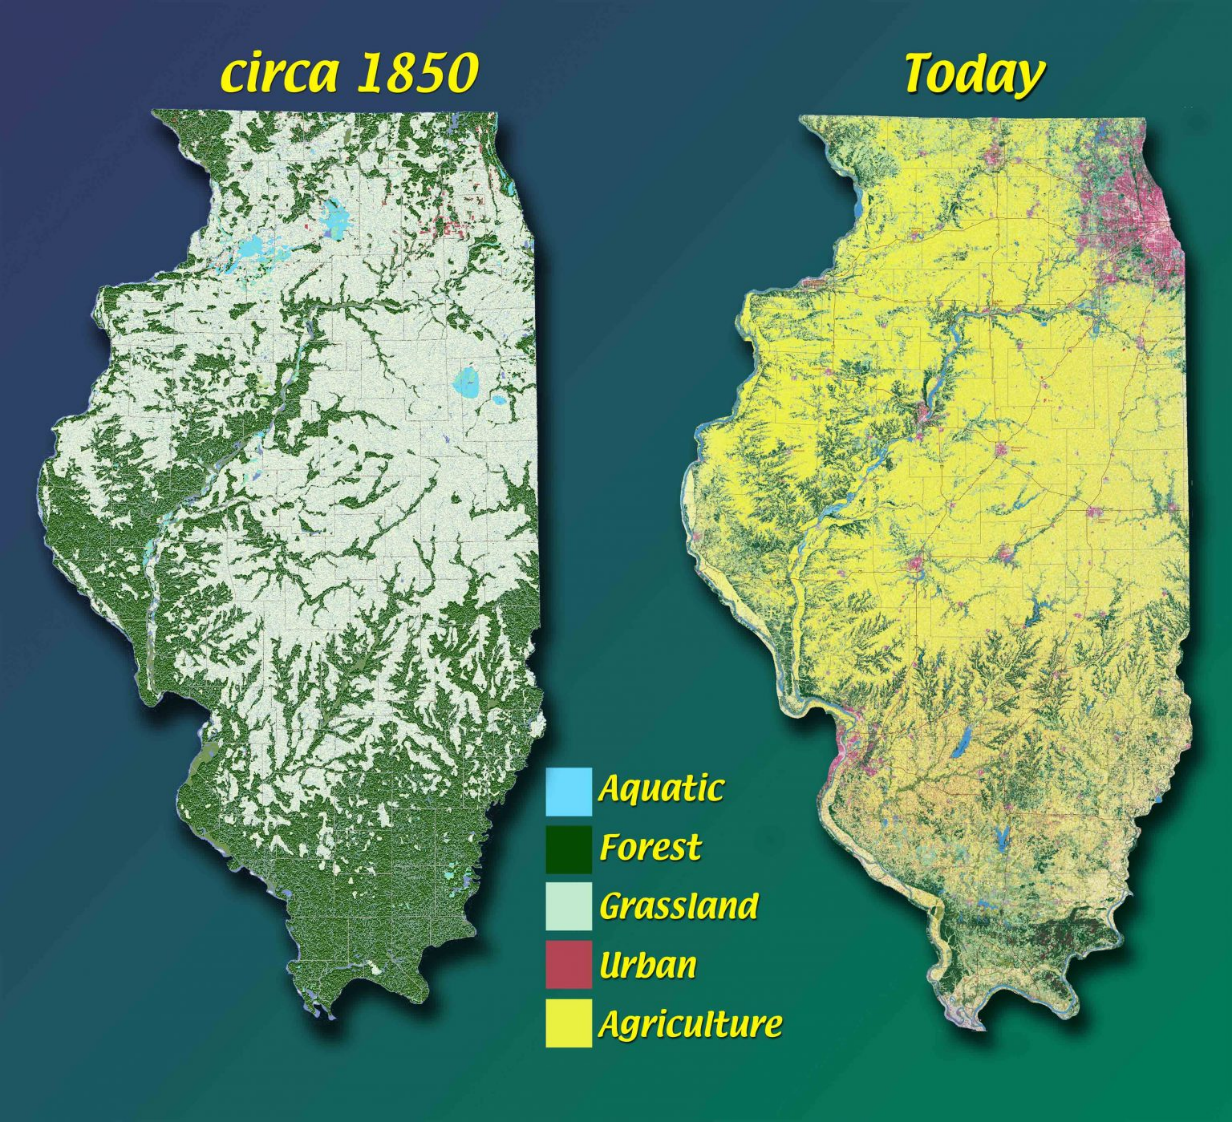 circa 1850
Today
Aquatic
Forest
Grassland
Urban
Agriculture